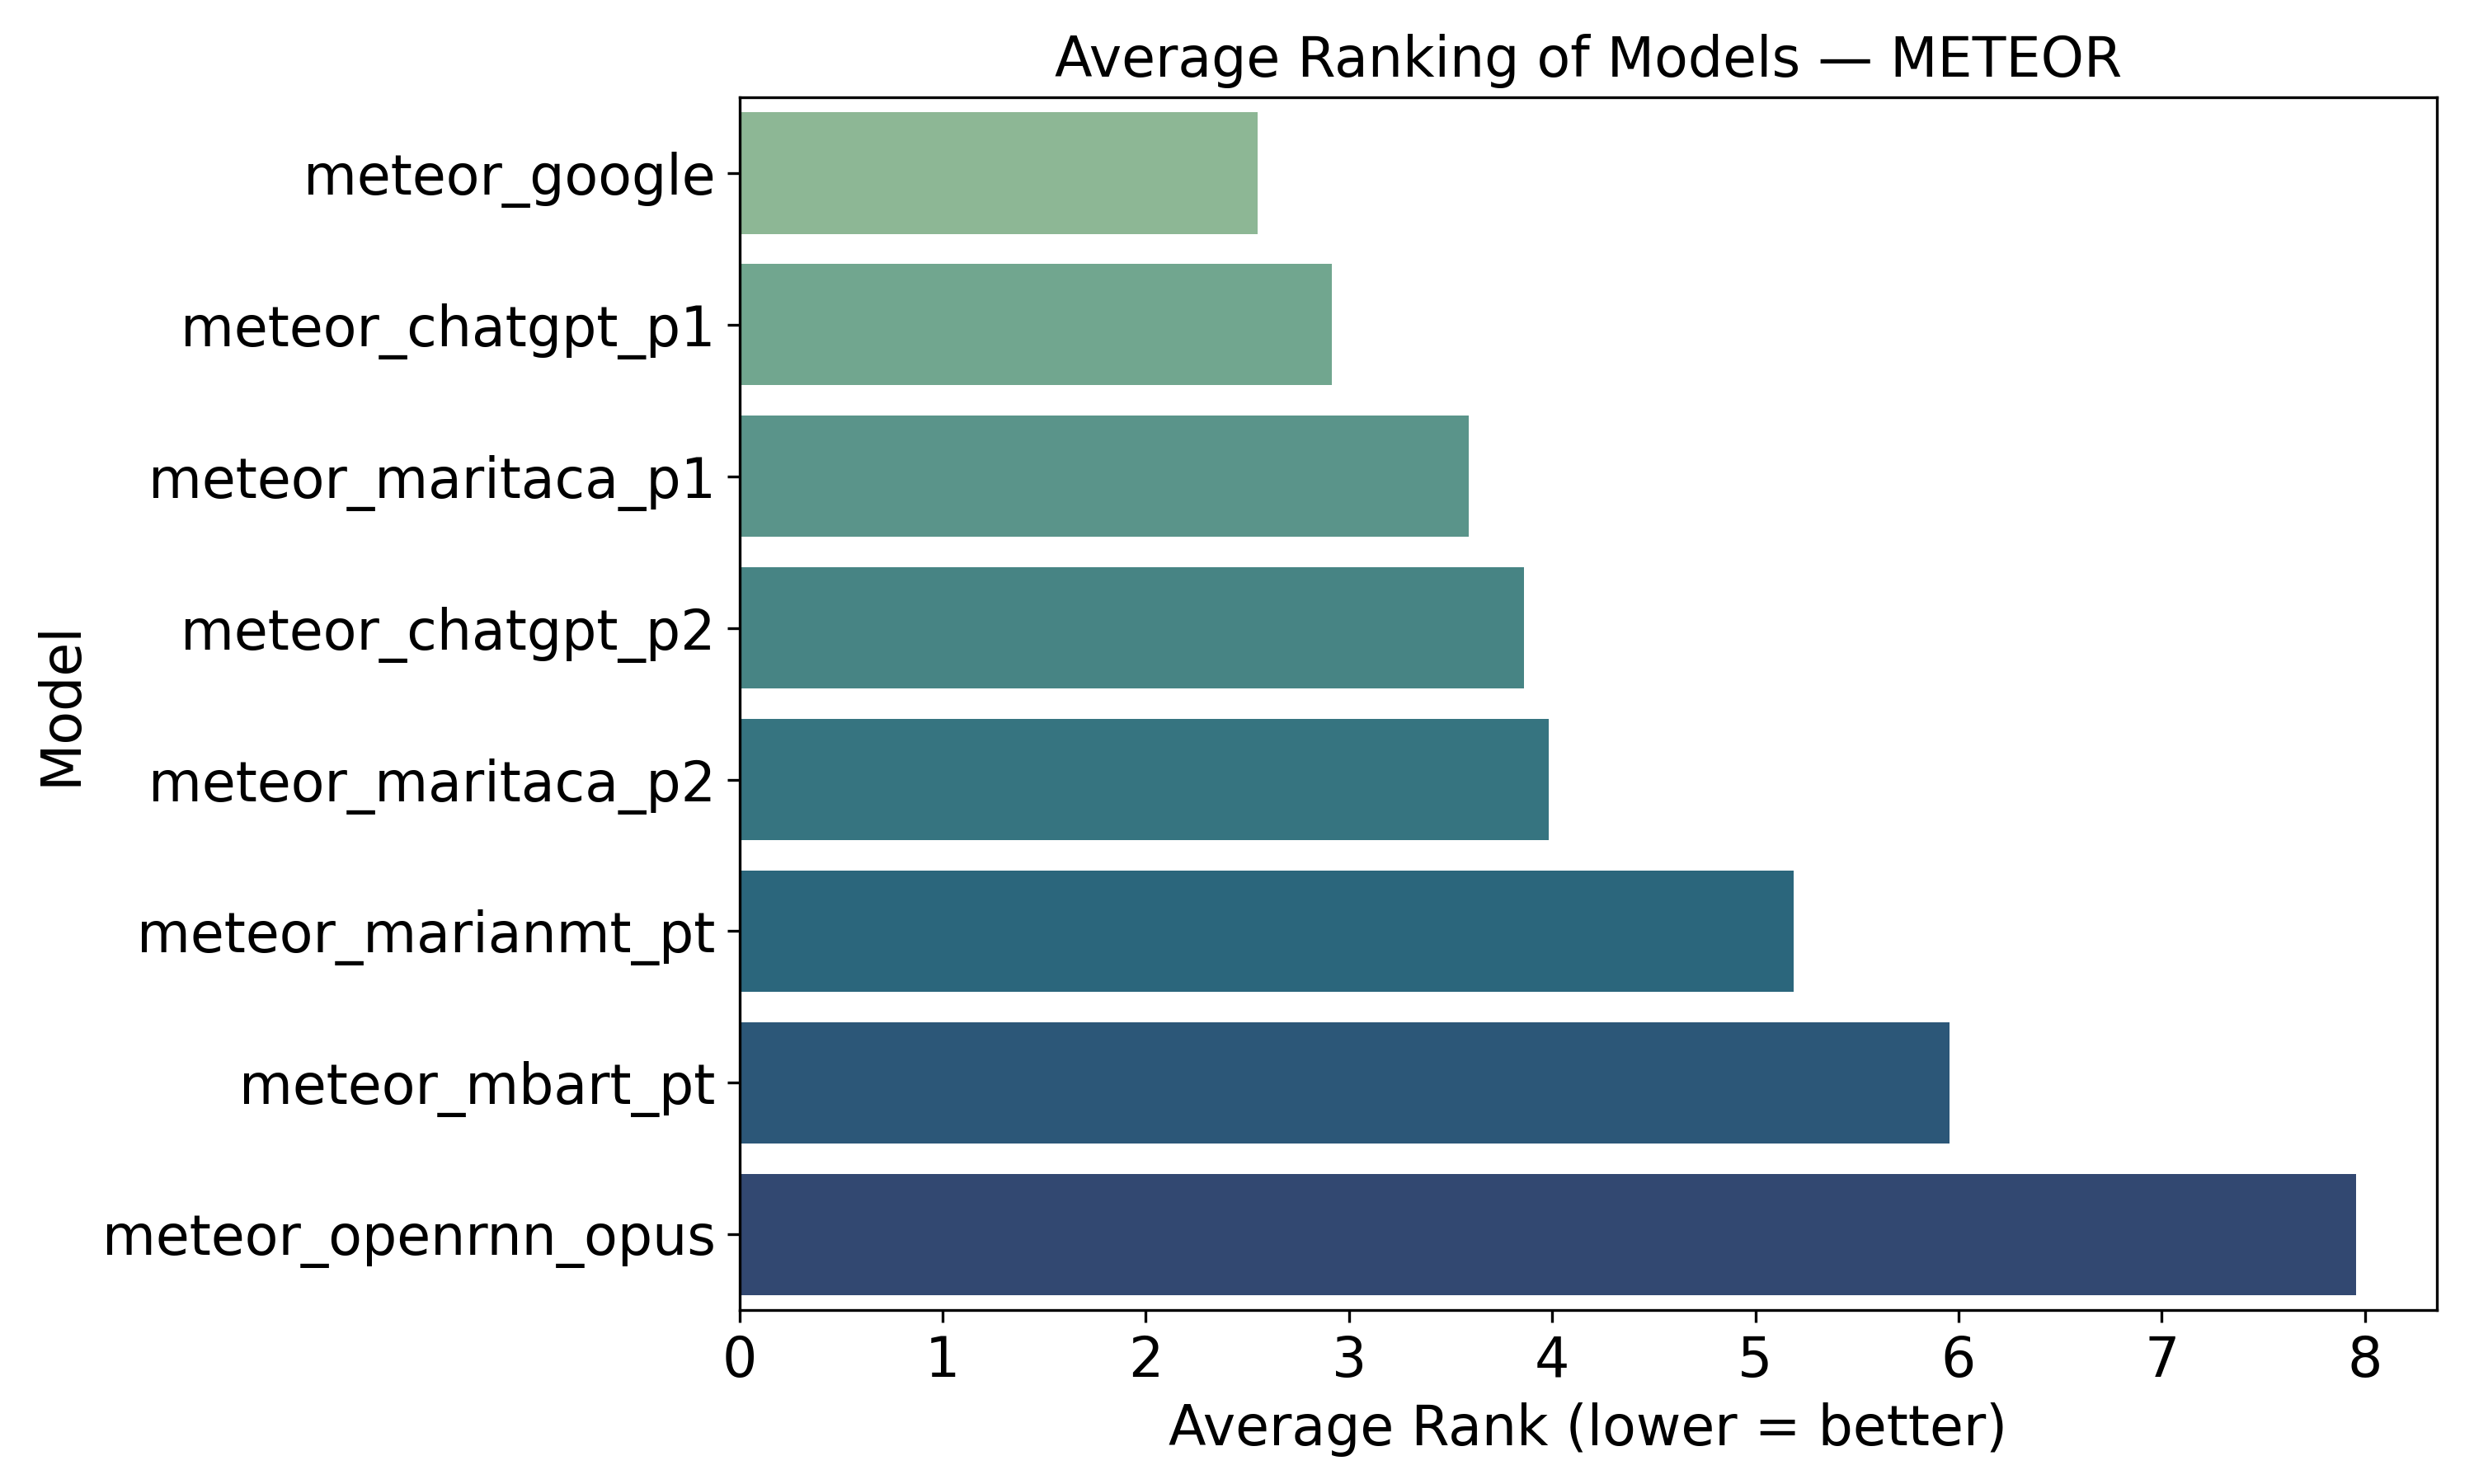 Average Ranking of Models — METEOR
meteor_google
meteor_chatgpt_p1
meteor_maritaca_p1
meteor_chatgpt_p2
meteor_maritaca_p2
meteor_marianmt_pt
meteor_mbart_pt
meteor_openrnn_opus
Model
0 1 2 3 4 5 6 7 8
Average Rank (lower = better)